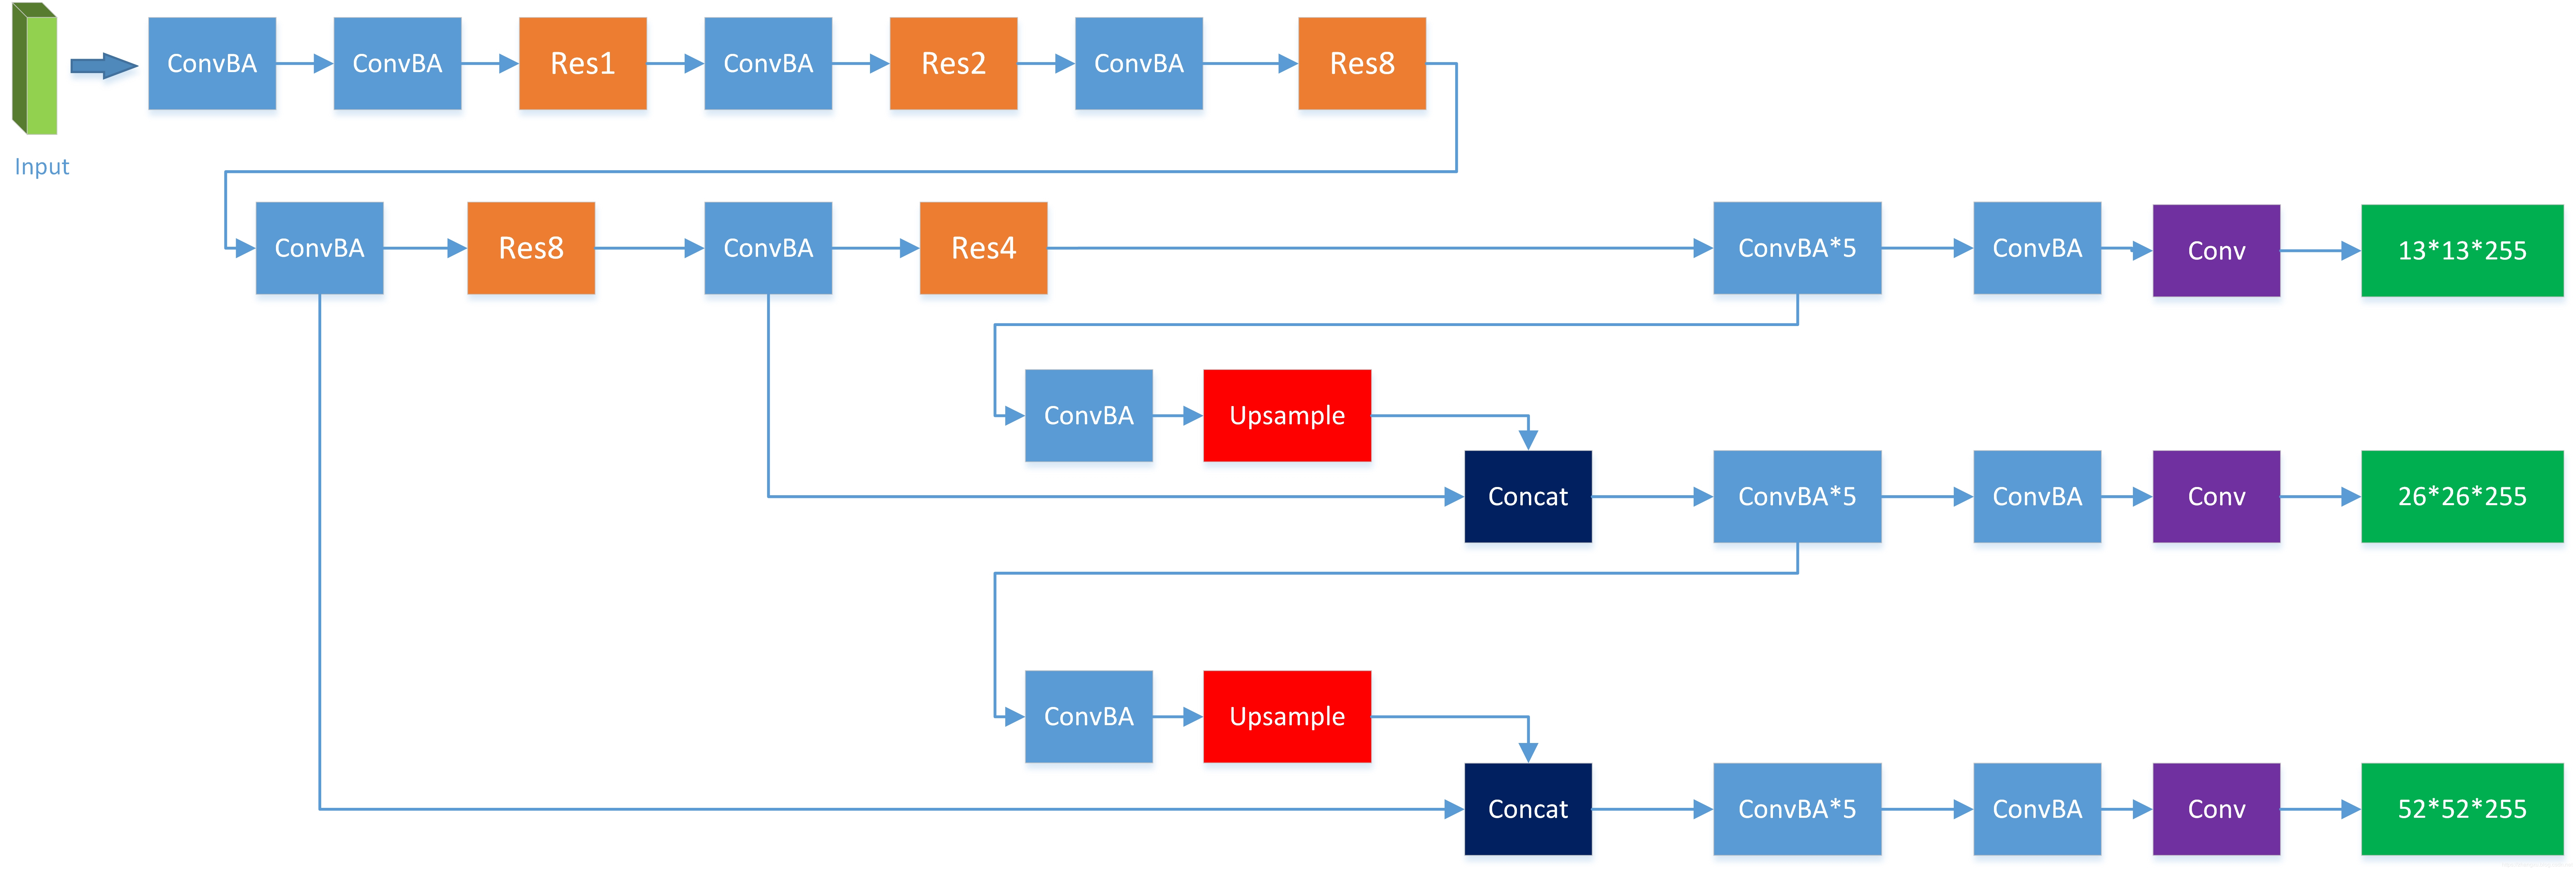 ConvBA
ConvBA
Res1
ConvBA
Res2
ConvBA
Res8
Input
ConvBA
Res8
ConvBA
Res4
ConvBA*5
ConvBA
Conv
13*13*255
ConvBA
Upsample
Concat
ConvBA*5
ConvBA
Conv
26*26*255
ConvBA
Upsample
Concat
ConvBA*5
ConvBA
Conv
52*52*255